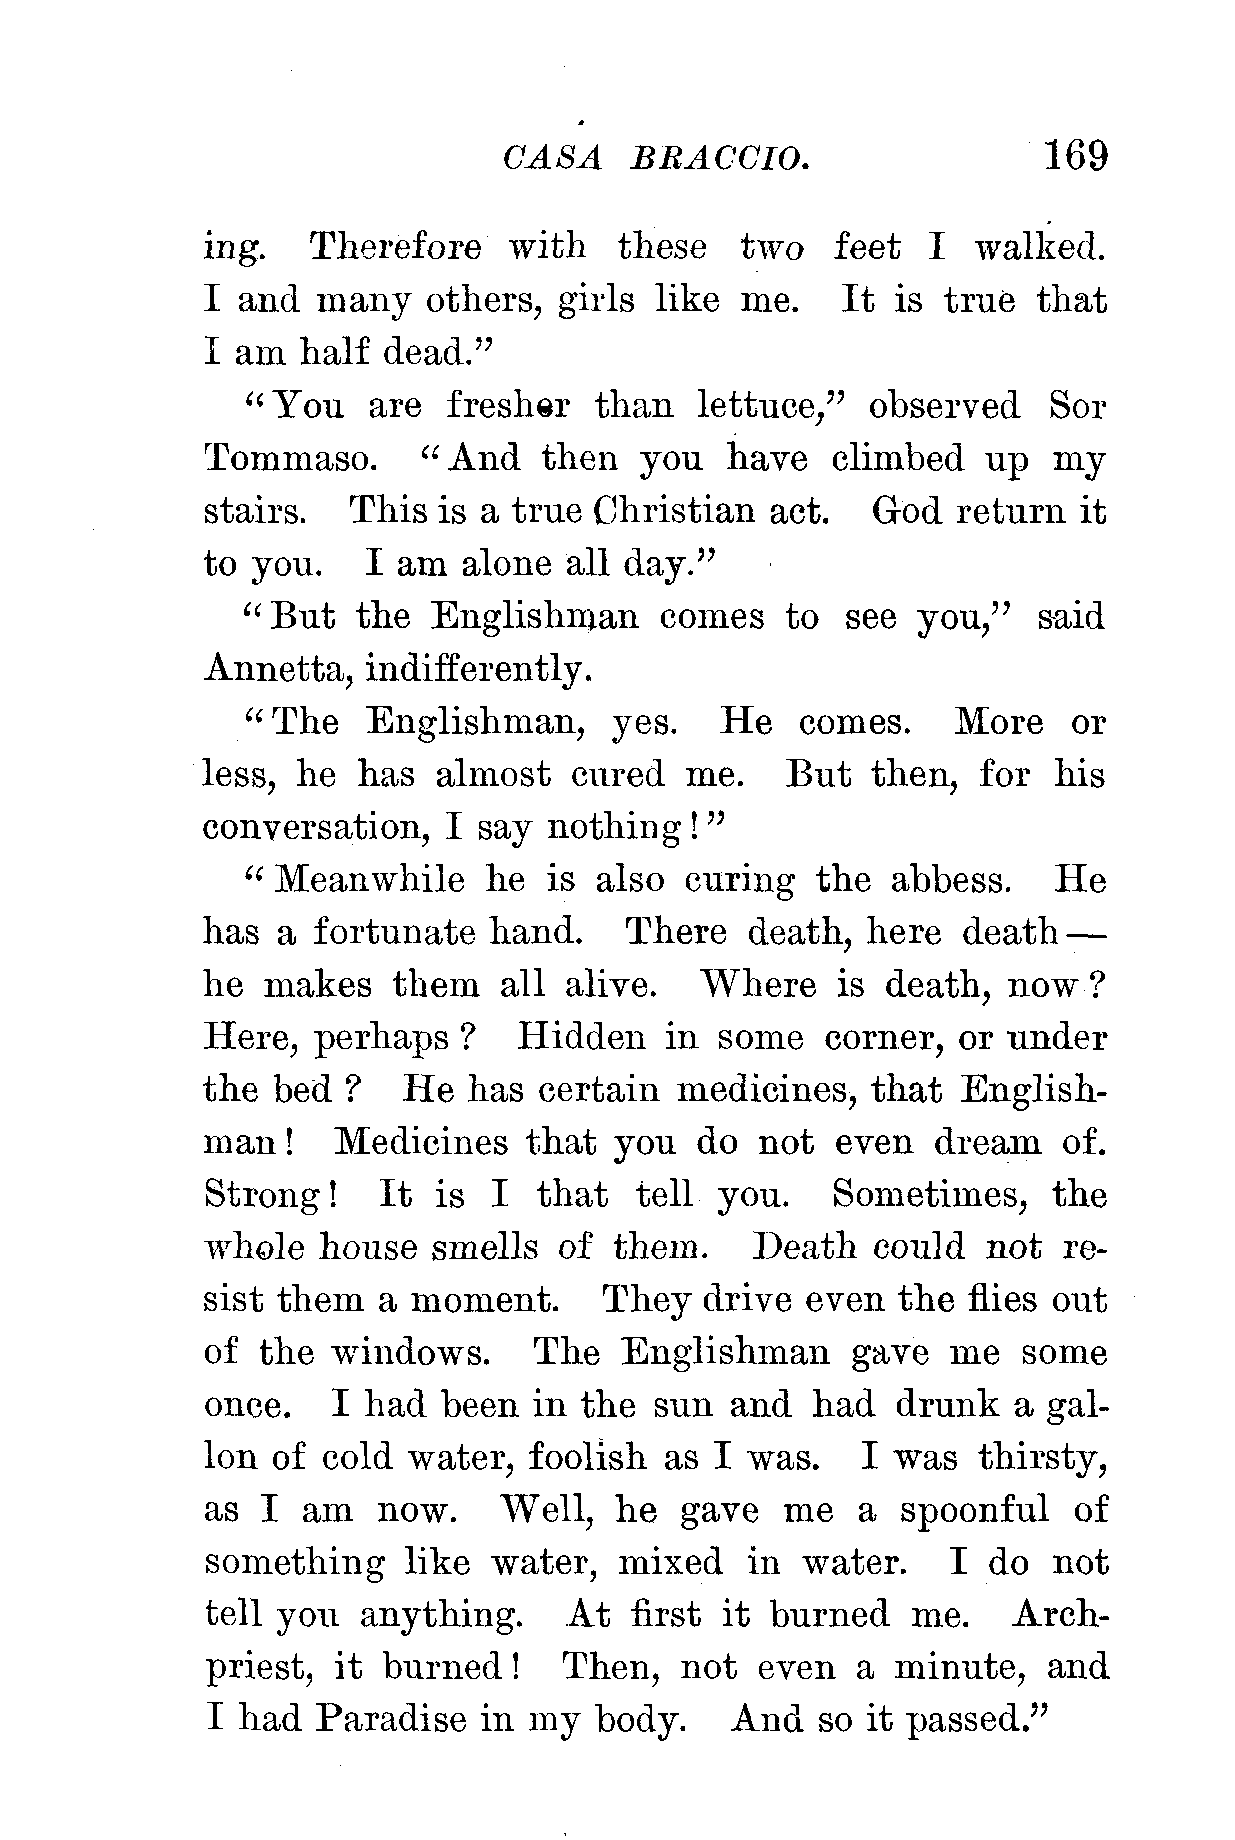 CASA BRACCIO. 169
ing. Therefore with these two feet I walked.
I and many others, girls like me. It is true that
I am half dead."
"You are fresher than lettuce," observed Sor
Tommaso. "And then you have climbed up my
stairs. This is a true Christian act. God return it
to you. I am alone all day."
"But the Englishman comes to see you," said
Annetta, indifferently.
"The Englishman, yes. He comes. More or
less, he has almost cured me. But then, for his
conversation, I say nothing!"
"Meanwhile he is also curing the abbess. He
has a fortunate hand. There death, here death—
he makes them all alive. Where is death, now?
Here, perhaps? Hidden in some corner, or under
the bed? He has certain medicines, that English-
man! Medicines that you do not even dream of.
Strong! It is I that tell you. Sometimes, the
whole house smells of them. Death could not re-
sist them a moment. They drive even the flies out
of the windows. The Englishman gave me some
once. I had been in the sun and had drunk a gal-
lon of cold water, foolish as I was. I was thirsty,
as I am now. Well, he gave me a spoonful of
something like water, mixed in water. I do not
tell you anything. At first it burned me. Arch-
priest, it burned! Then, not even a minute, and
I had Paradise in my body. And so it passed."